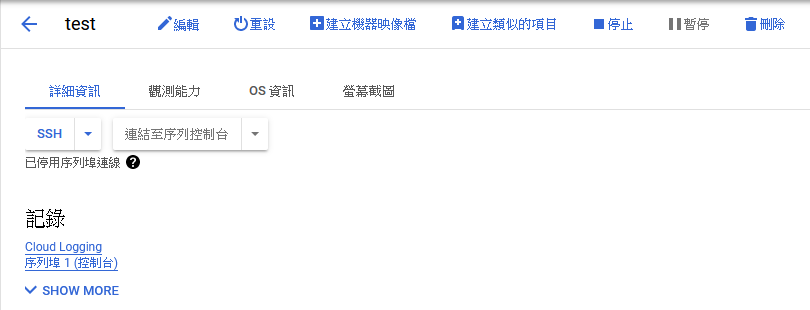 test 編輯 重設 建立機器映像檔 建立類似的項目 停止 暫停 刪除
詳細資訊 觀測能力 OS 資訊 螢幕截圖
SSH 連結至序列控制台
已停用序列埠連線 ?
記錄
Cloud Logging
序列埠 1 (控制台)
SHOW MORE